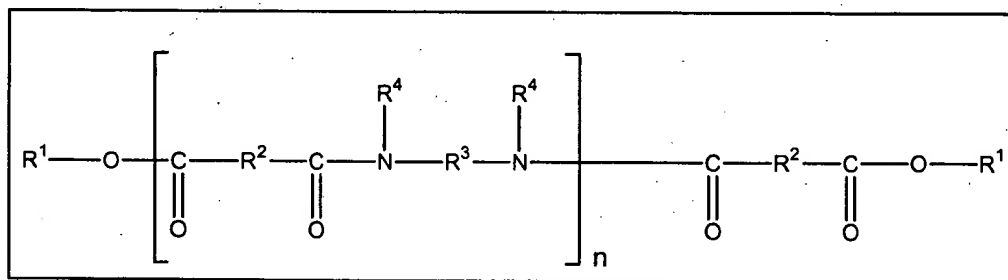 R⁴ R⁴
R¹ O C R² C N R³ N C R² C O R¹
O O O O
n